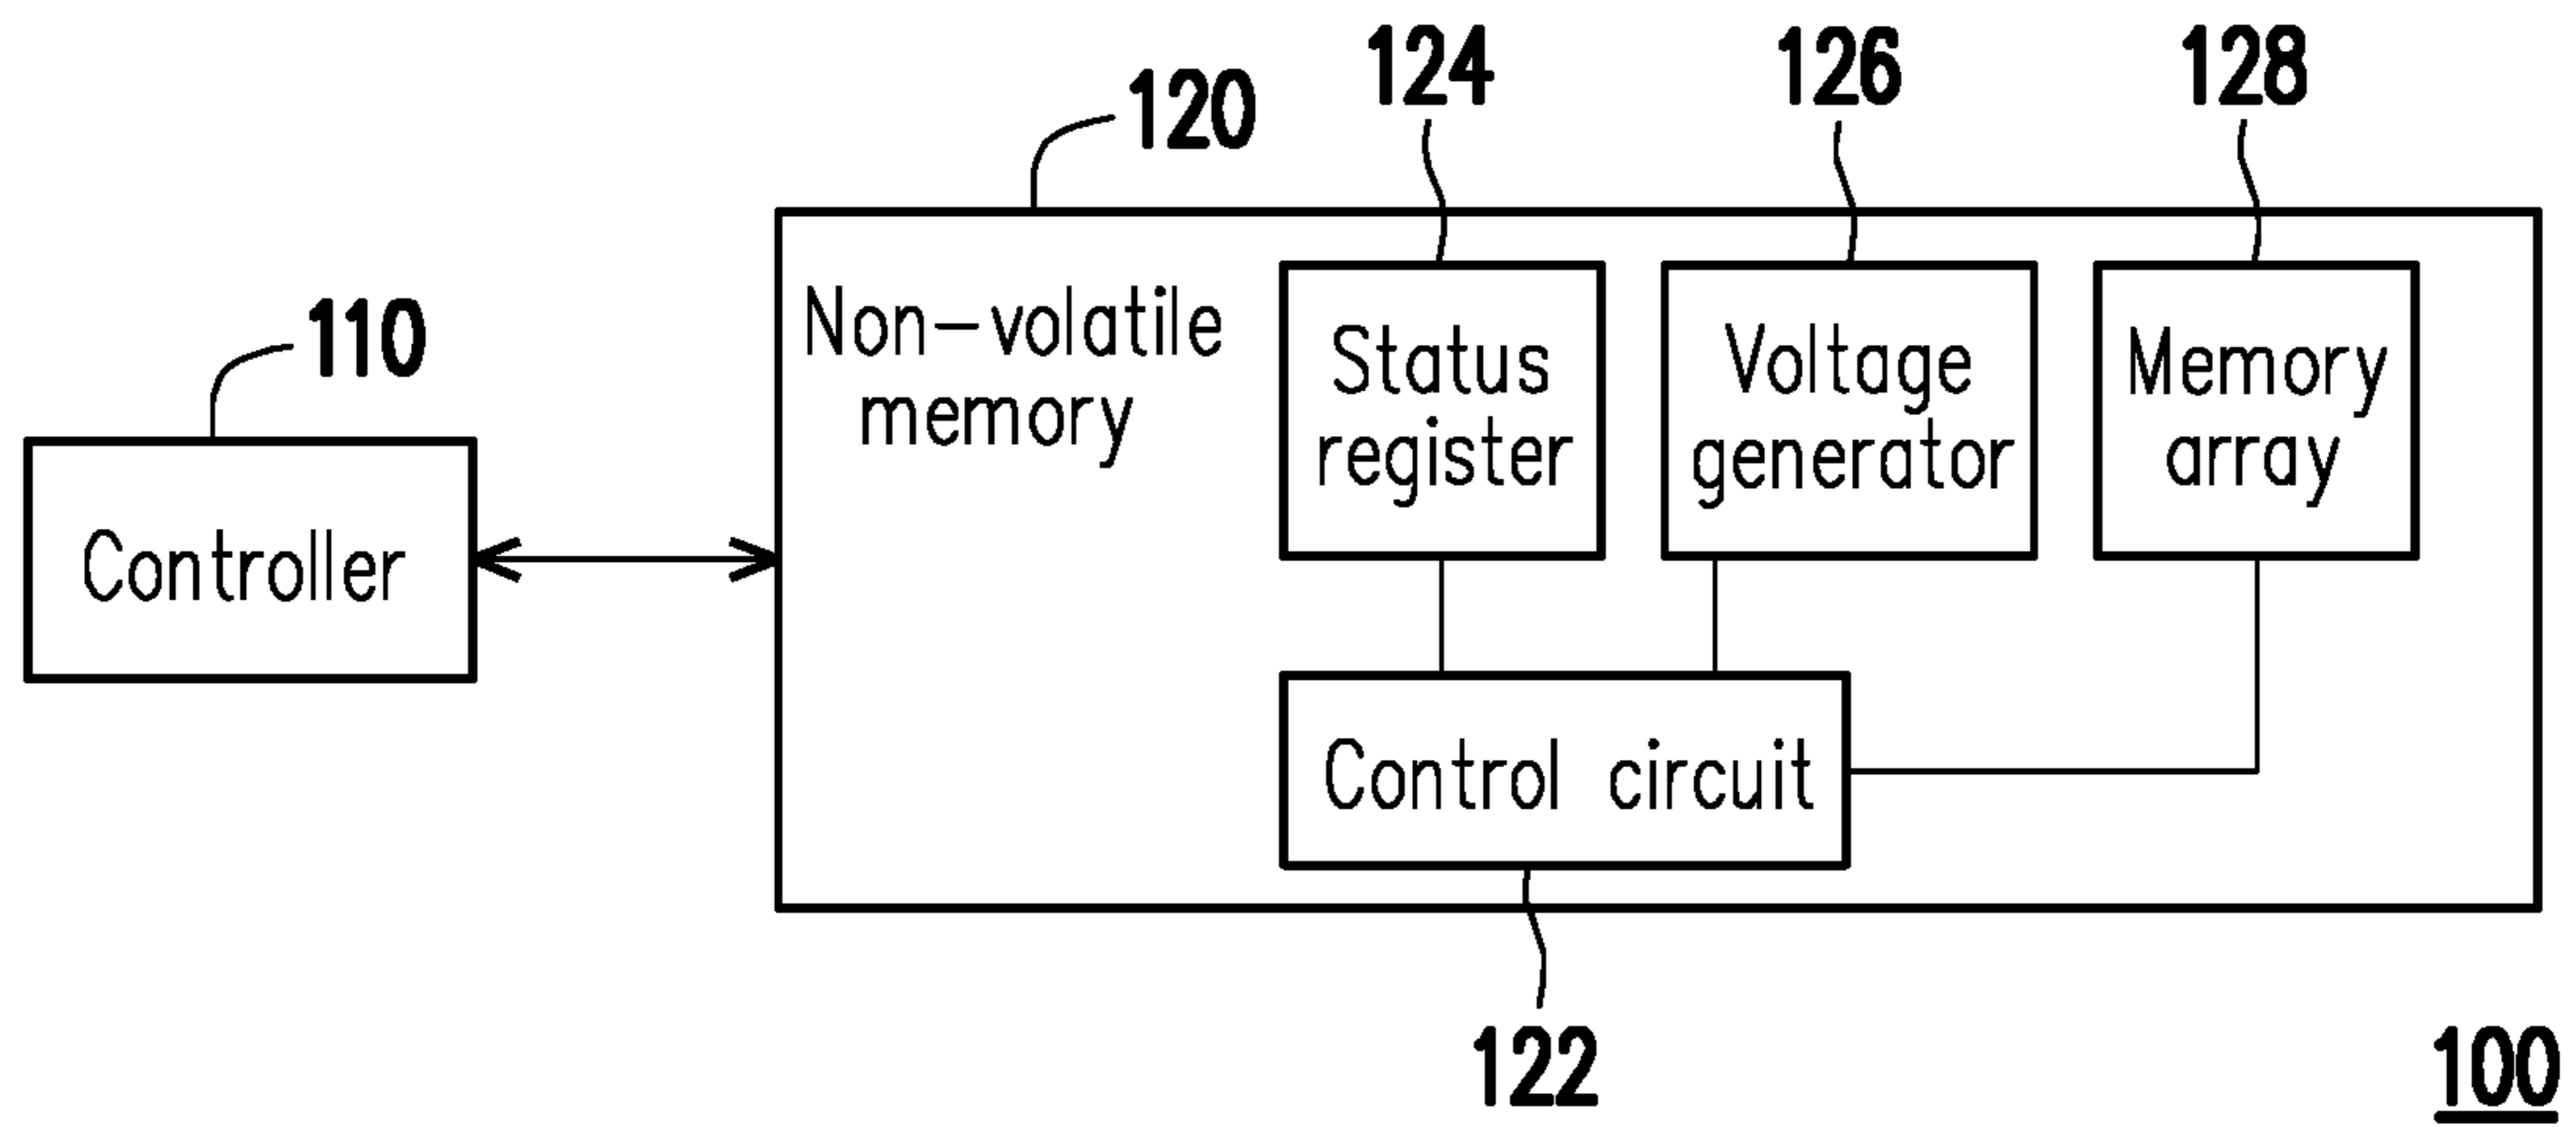 124
126
128
120
110
Non-volatile
memory
Status
register
Voltage
generator
Memory
array
Controller
Control circuit
122
100